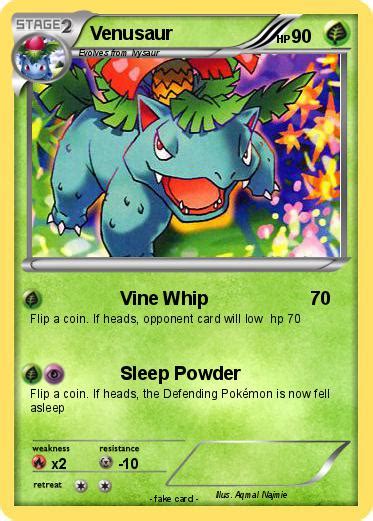 STAGE2
Venusaur
HP90
Evolves from Ivysaur
Vine Whip 70
Flip a coin. If heads, opponent card will low hp 70
Sleep Powder
Flip a coin. If heads, the Defending Pokémon is now fell
asleep
weakness resistance
x2 -10
retreat
- fake card -
Illus. Aqmal Najmie